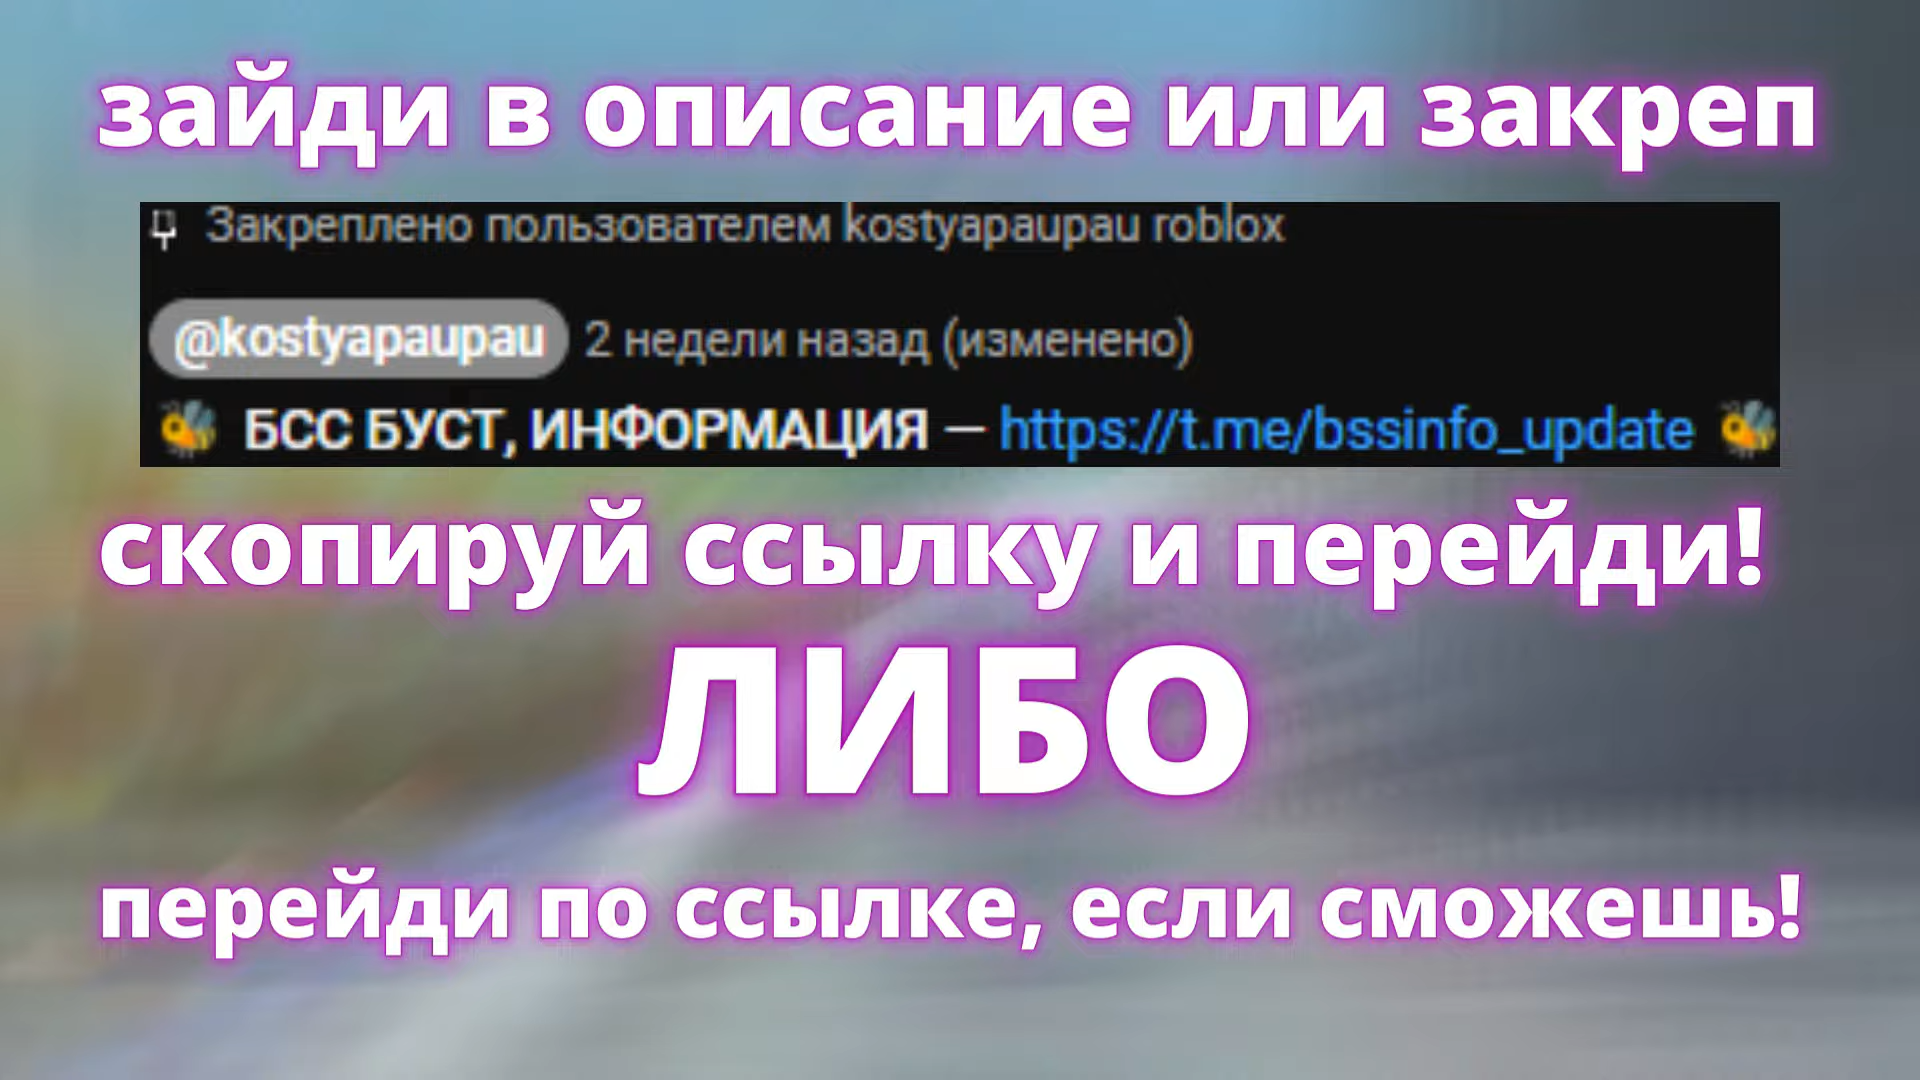 зайди в описание или закреп
Закреплено пользователем kostyapaupau roblox
@kostyapaupau 2 недели назад (изменено)
БСС БУСТ, ИНФОРМАЦИЯ — https://t.me/bssinfo_update
скопируй ссылку и перейди!
ЛИБО
перейди по ссылке, если сможешь!